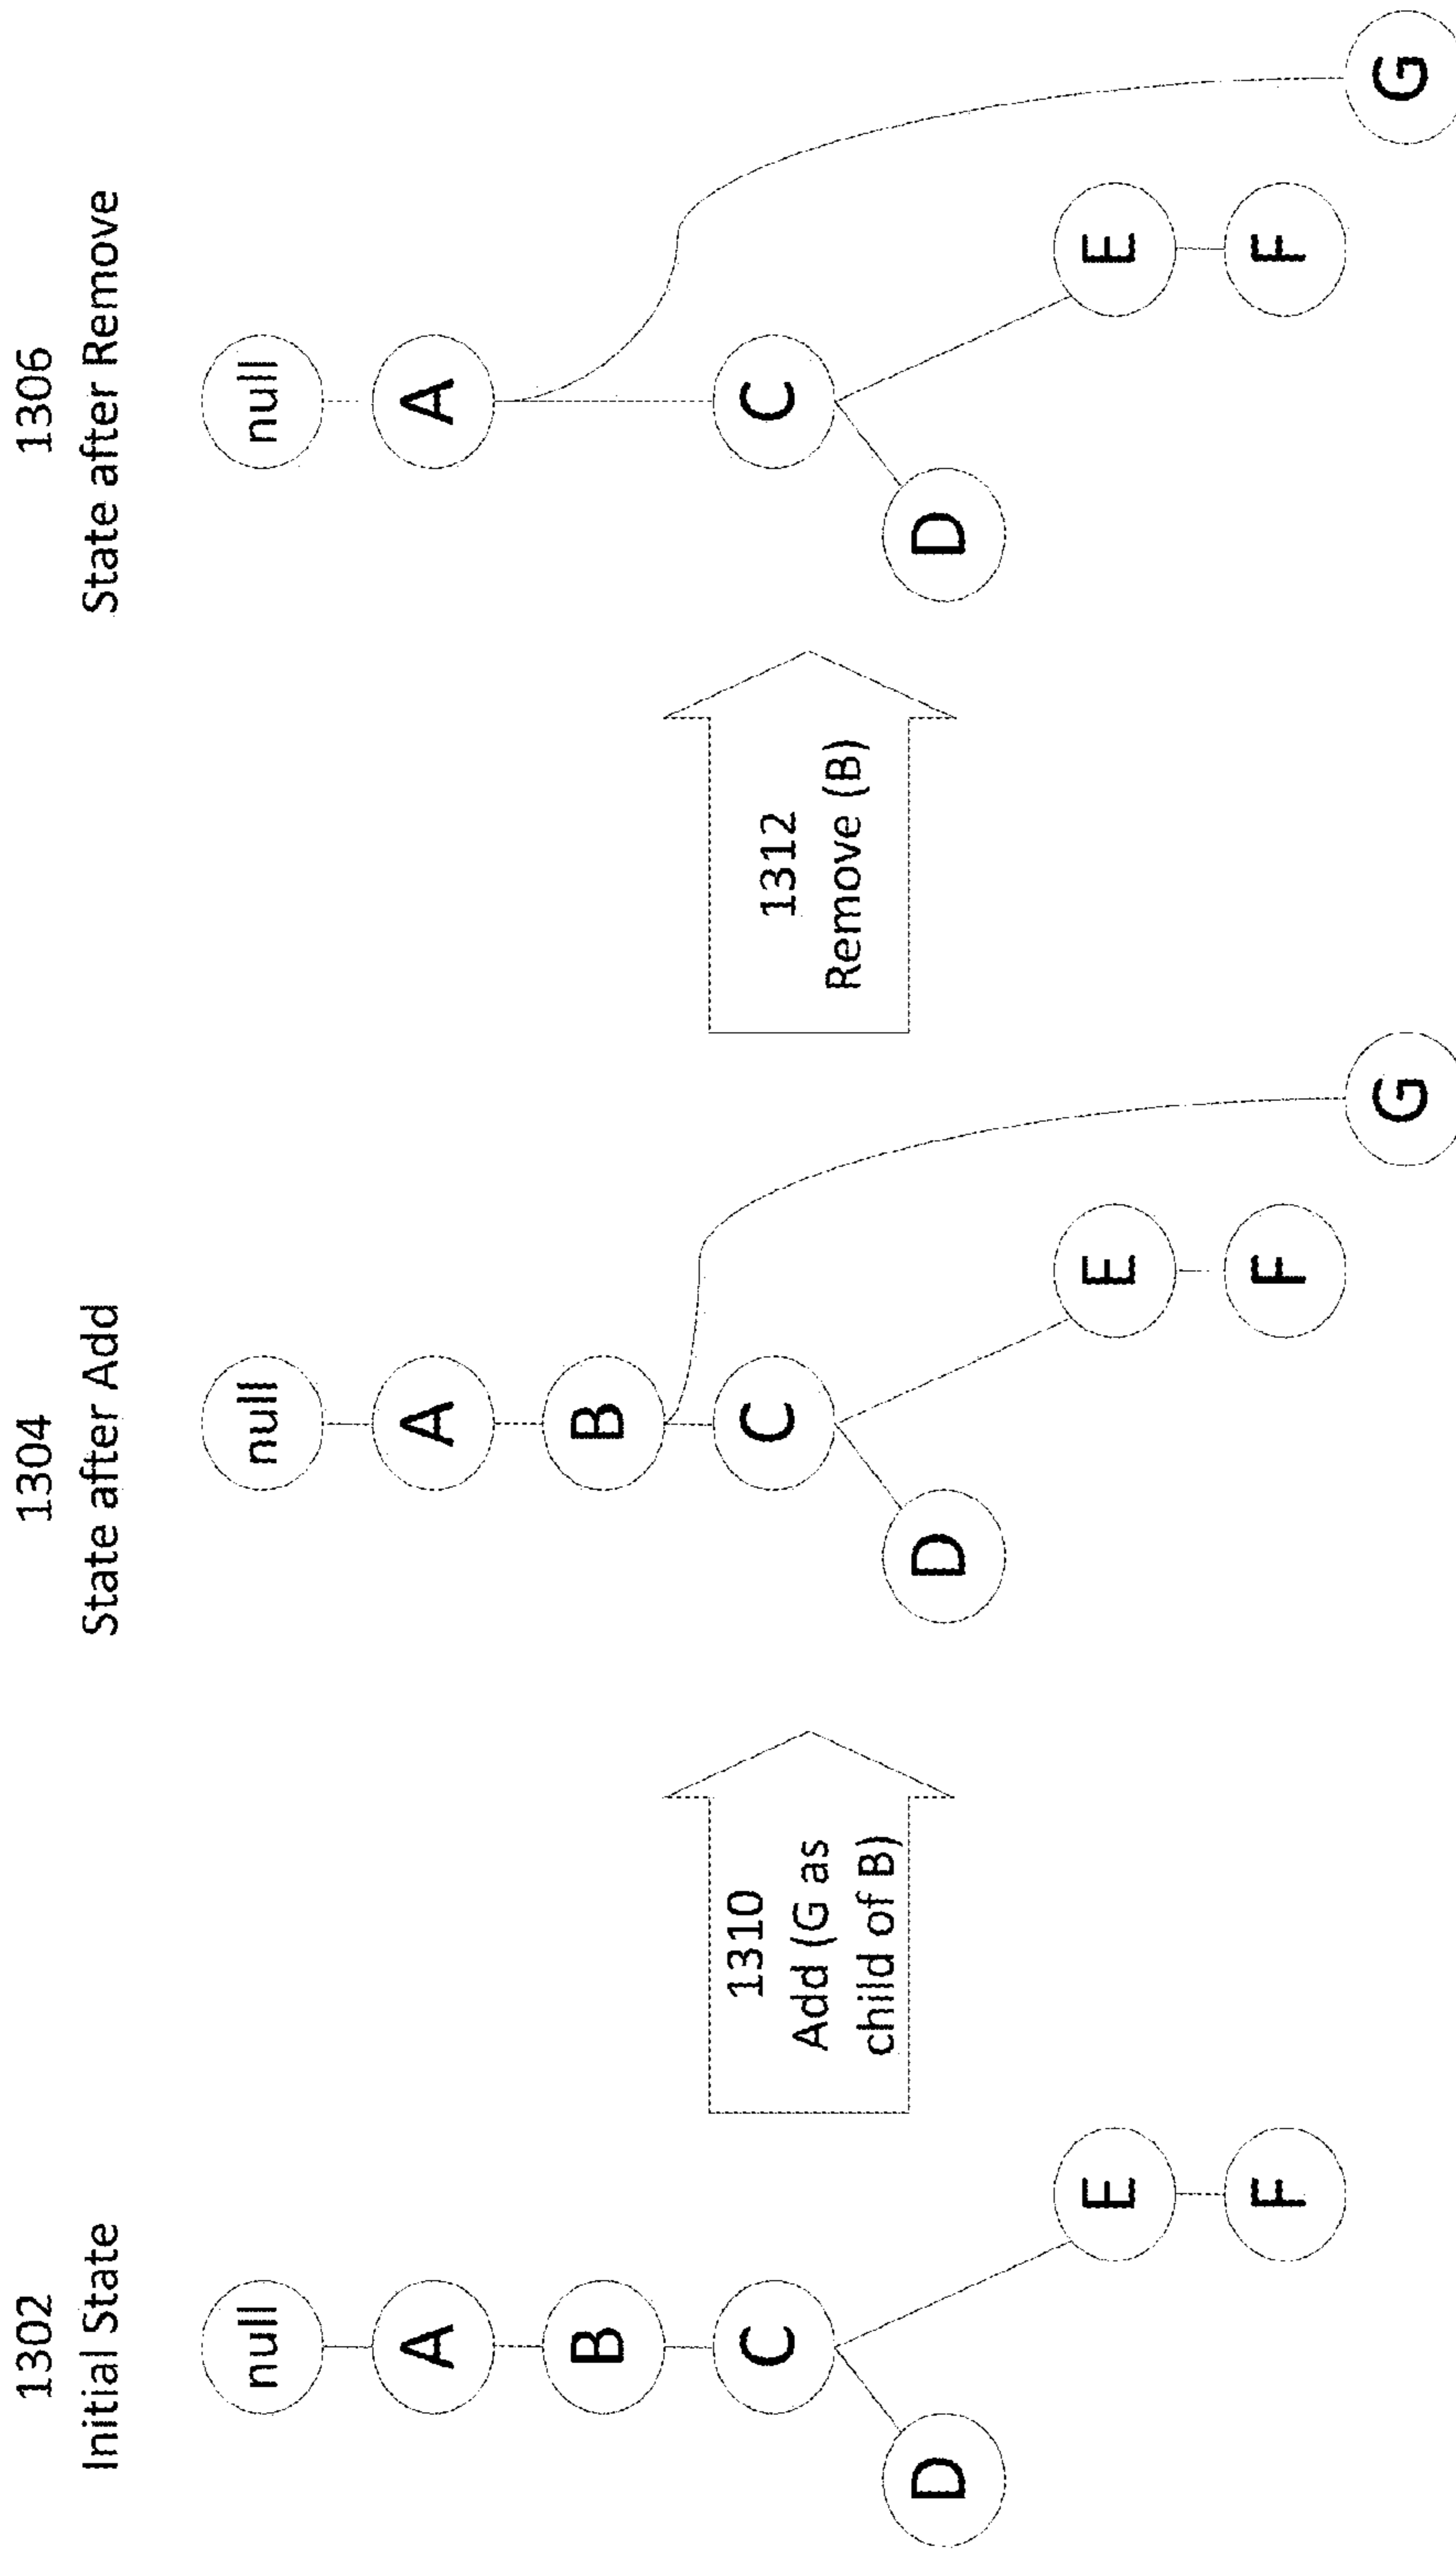 1302
Initial State
null
A
B
C
D
E
F
1310
Add (G as
child of B)
1304
State after Add
null
A
B
C
D
E
F
G
1312
Remove (B)
1306
State after Remove
null
A
C
D
E
F
G